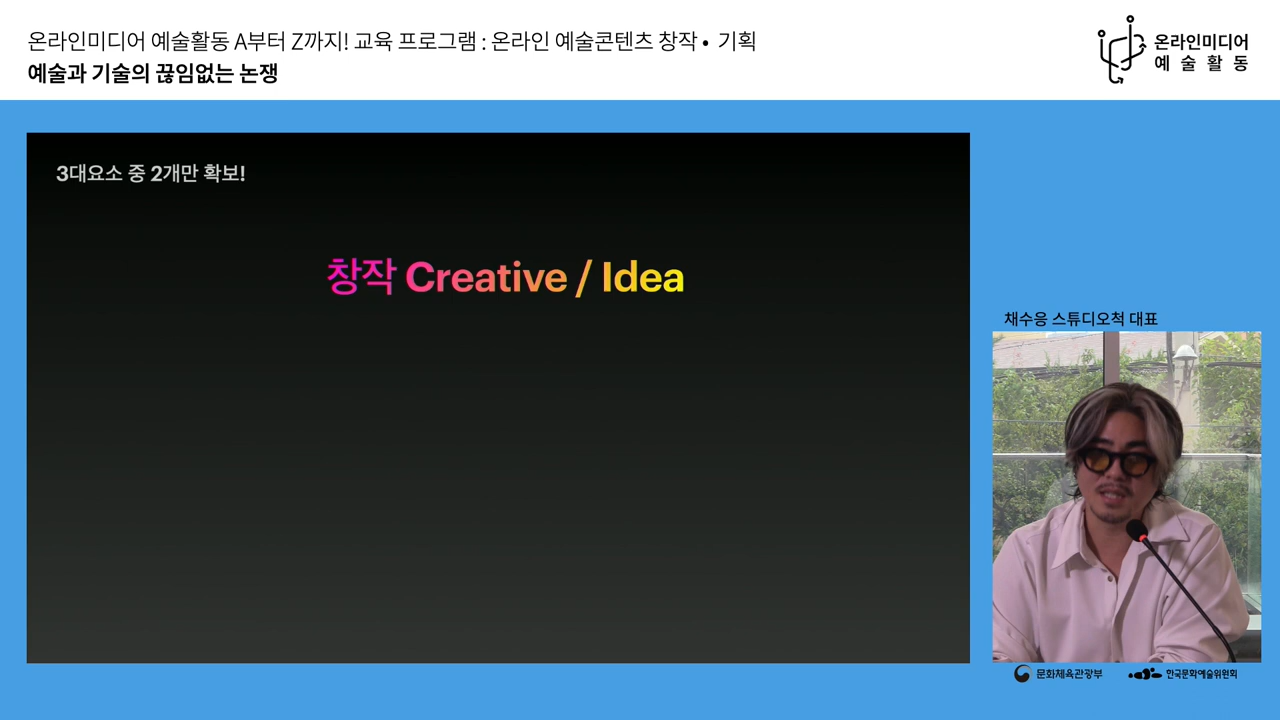 온라인미디어 예술활동 A부터 Z까지! 교육 프로그램 : 온라인 예술콘텐츠 창작 • 기획
예술과 기술의 끊임없는 논쟁
온라인미디어
예술활동
3대요소 중 2개만 확보!
창작 Creative / Idea
채수응 스튜디오척 대표
문화체육관광부
한국문화예술위원회